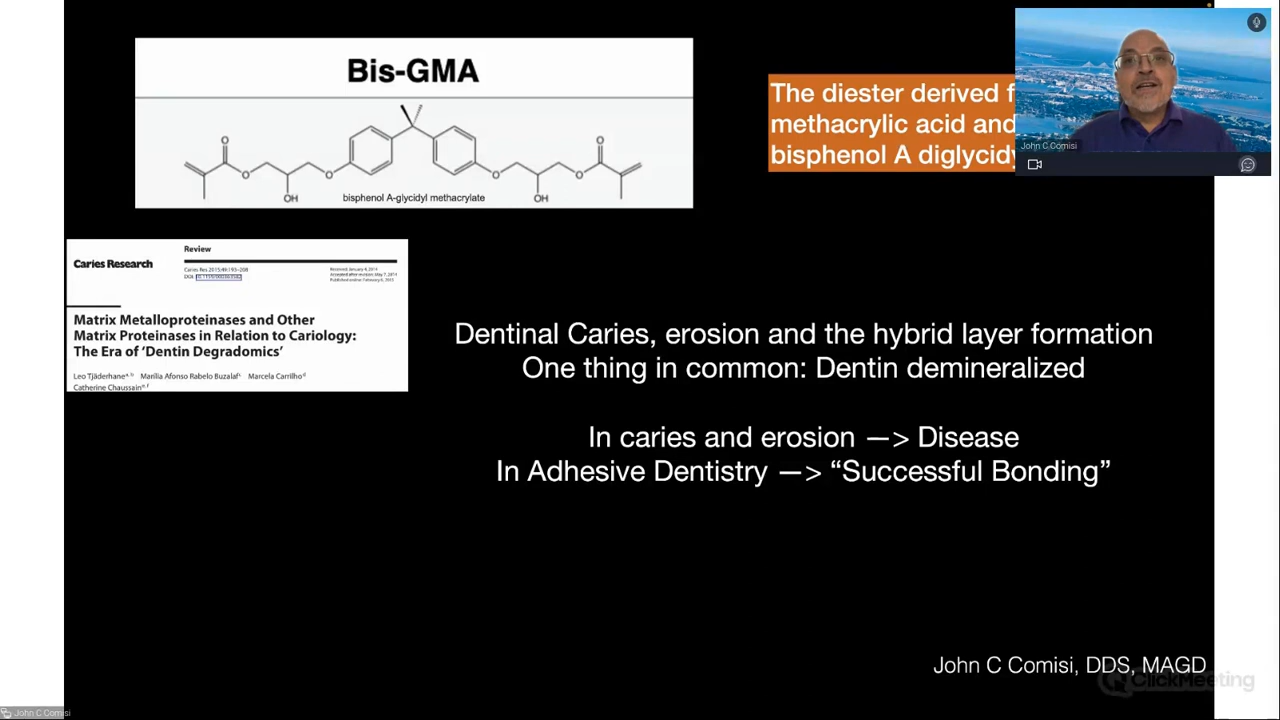 Bis-GMA
O
O
O
O
O
O
OH
OH
bisphenol A-glycidyl methacrylate
The diester derived f
methacrylic acid and
bisphenol A diglycidy
John C Comisi
Review
Caries Research
Caries Res 2015;49:193–208
DOI:
Received January 8, 2014
Accepted after revision: May 7, 2014
Published online: February 6, 2015
Matrix Metalloproteinases and Other
Matrix Proteinases in Relation to Cariology:
The Era of ‘Dentin Degradomics’
Leo Tjäderhane Marília Afonso Rabelo Buzalaf Marcela Carrilho
Catherine Chaussain
Dentinal Caries, erosion and the hybrid layer formation
One thing in common: Dentin demineralized
In caries and erosion —> Disease
In Adhesive Dentistry —> “Successful Bonding”
John C Comisi, DDS, MAGD
ClickMeeting
John C Comisi